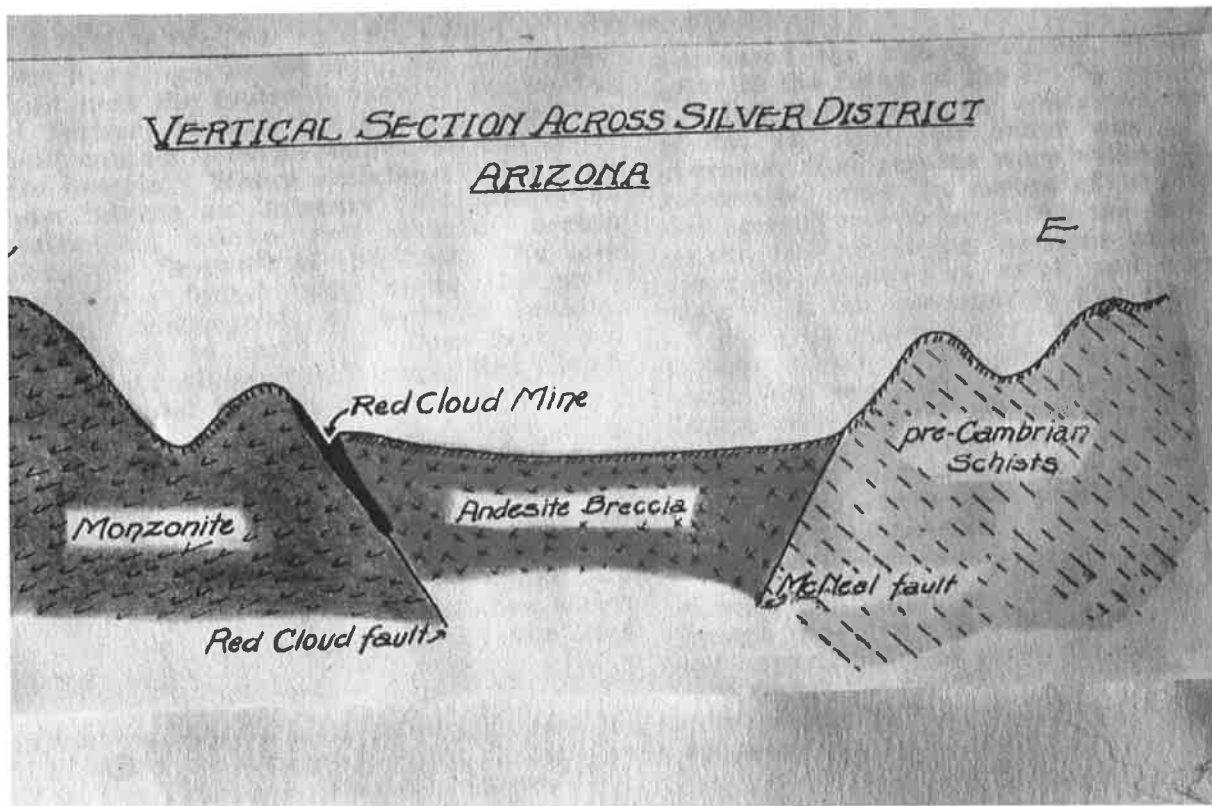 VERTICAL SECTION ACROSS SILVER DISTRICT
ARIZONA
E
Red Cloud Mine
pre-Cambrian
Schists
Andesite Breccia
Monzonite
McNeal fault
Red Cloud fault